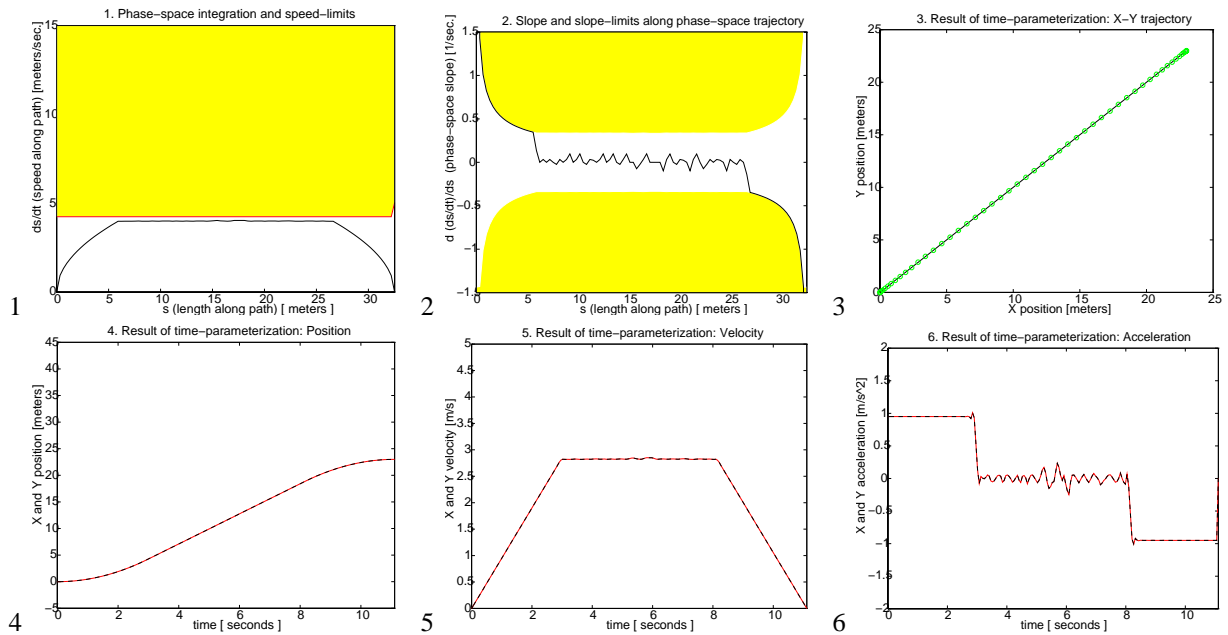 1. Phase−space integration and speed−limits
ds/dt (speed along path) [meters/sec.]
15
10
5
0
0 5 10 15 20 25 30
s (length along path) [ meters ]
1
2. Slope and slope−limits along phase−space trajectory
d (ds/dt)/ds (phase−space slope) [1/sec.]
1.5
1
0.5
0
−0.5
−1
−1.5
0 5 10 15 20 25 30
s (length along path) [ meters ]
2
3. Result of time−parameterization: X−Y trajectory
Y position [meters]
25
20
15
10
5
0
0 5 10 15 20 25
X position [meters]
3
4. Result of time−parameterization: Position
X and Y position [meters]
45
40
35
30
25
20
15
10
5
0
−5
0 2 4 6 8 10
time [ seconds ]
4
5. Result of time−parameterization: Velocity
X and Y velocity [m/s]
5
4.5
4
3.5
3
2.5
2
1.5
1
0.5
0
0 2 4 6 8 10
time [ seconds ]
5
6. Result of time−parameterization: Acceleration
X and Y acceleration [m/s^2]
2
1.5
1
0.5
0
−0.5
−1
−1.5
−2
0 2 4 6 8 10
time [ seconds ]
6